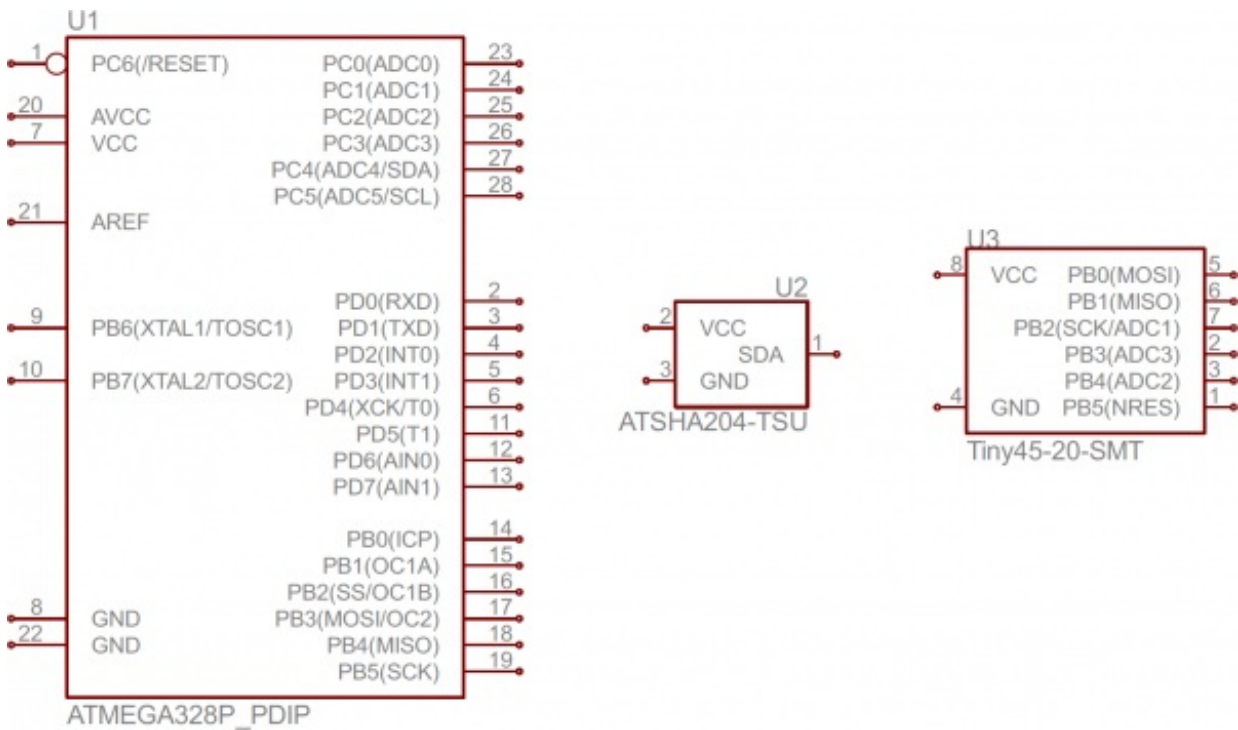 U1
1 PC6(/RESET) PC0(ADC0) 23
PC1(ADC1) 24
20 AVCC PC2(ADC2) 25
7 VCC PC3(ADC3) 26
PC4(ADC4/SDA) 27
21 AREF PC5(ADC5/SCL) 28
PD0(RXD) 2
9 PB6(XTAL1/TOSC1) PD1(TXD) 3
PD2(INT0) 4
10 PB7(XTAL2/TOSC2) PD3(INT1) 5
PD4(XCK/T0) 6
PD5(T1) 11
PD6(AIN0) 12
PD7(AIN1) 13
PB0(ICP) 14
PB1(OC1A) 15
PB2(SS/OC1B) 16
8 GND PB3(MOSI/OC2) 17
22 GND PB4(MISO) 18
PB5(SCK) 19
ATMEGA328P_PDIP
U2
2 VCC
SDA 1
3 GND
ATSHA204-TSU
U3
8 VCC PB0(MOSI) 5
PB1(MISO) 6
PB2(SCK/ADC1) 7
PB3(ADC3) 2
PB4(ADC2) 3
4 GND PB5(NRES) 1
Tiny45-20-SMT